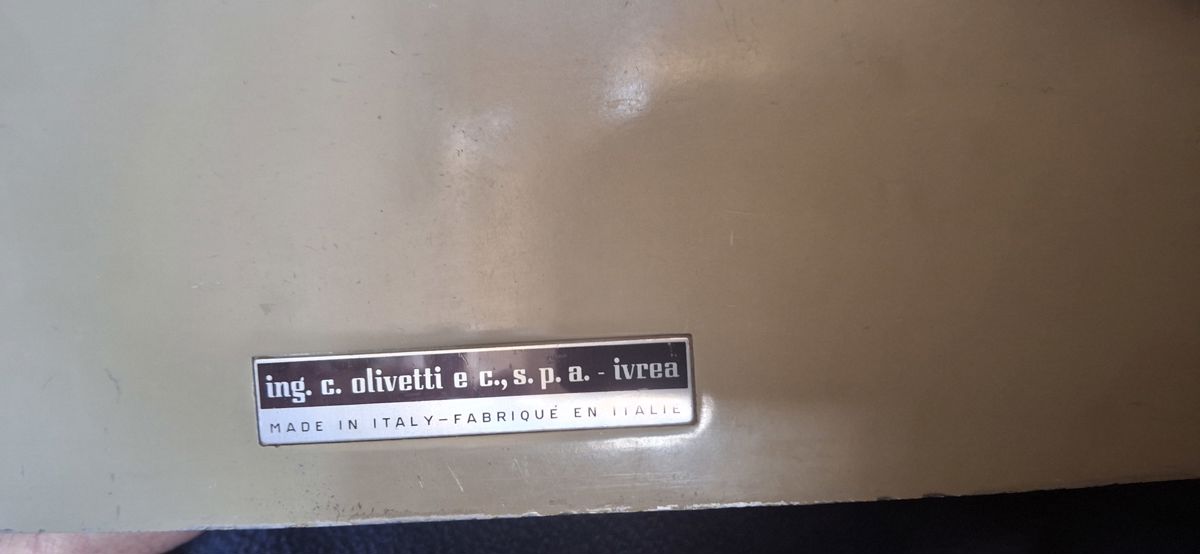 ing. c. olivetti e c., s. p. a. - ivrea
MADE IN ITALY-FABRIQUÉ EN ITALIE